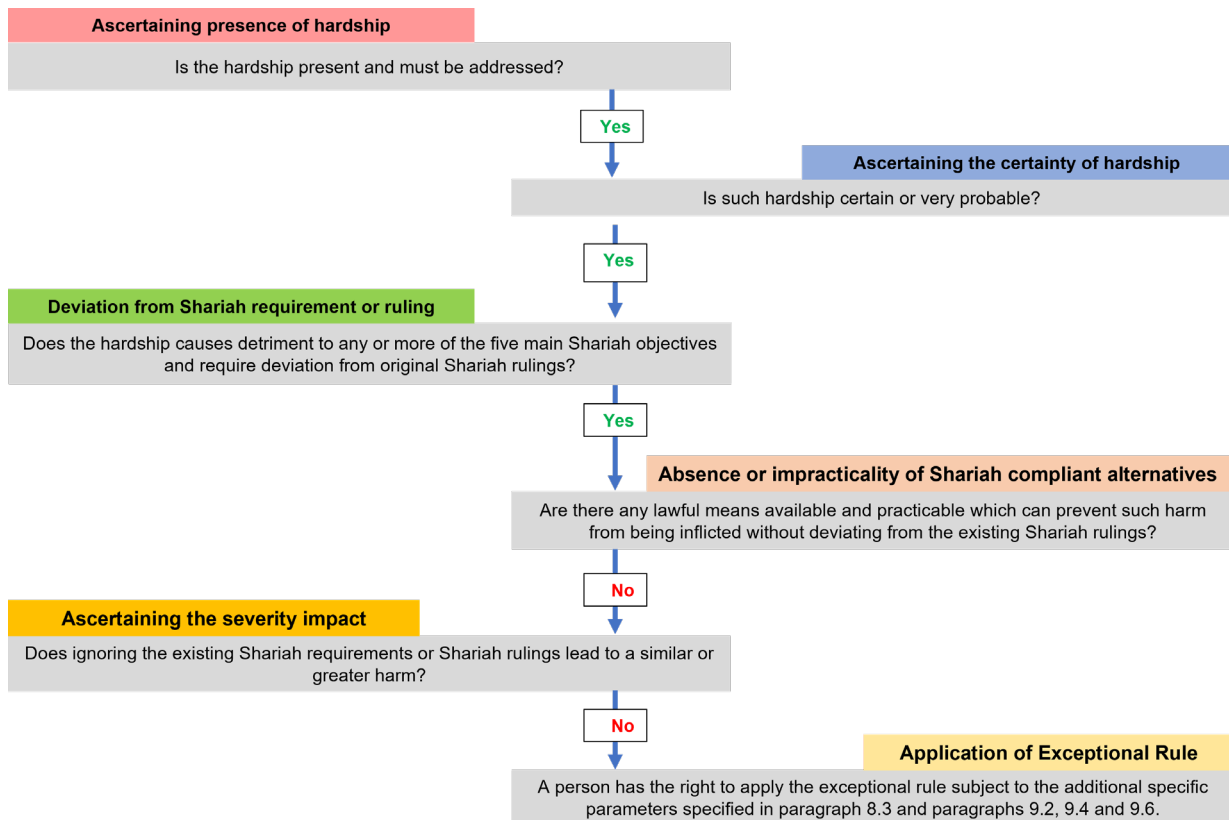 Ascertaining presence of hardship
Is the hardship present and must be addressed?
Yes
Ascertaining the certainty of hardship
Is such hardship certain or very probable?
Yes
Deviation from Shariah requirement or ruling
Does the hardship causes detriment to any or more of the five main Shariah objectives
and require deviation from original Shariah rulings?
Yes
Absence or impracticality of Shariah compliant alternatives
Are there any lawful means available and practicable which can prevent such harm
from being inflicted without deviating from the existing Shariah rulings?
No
Ascertaining the severity impact
Does ignoring the existing Shariah requirements or Shariah rulings lead to a similar or
greater harm?
No
Application of Exceptional Rule
A person has the right to apply the exceptional rule subject to the additional specific
parameters specified in paragraph 8.3 and paragraphs 9.2, 9.4 and 9.6.